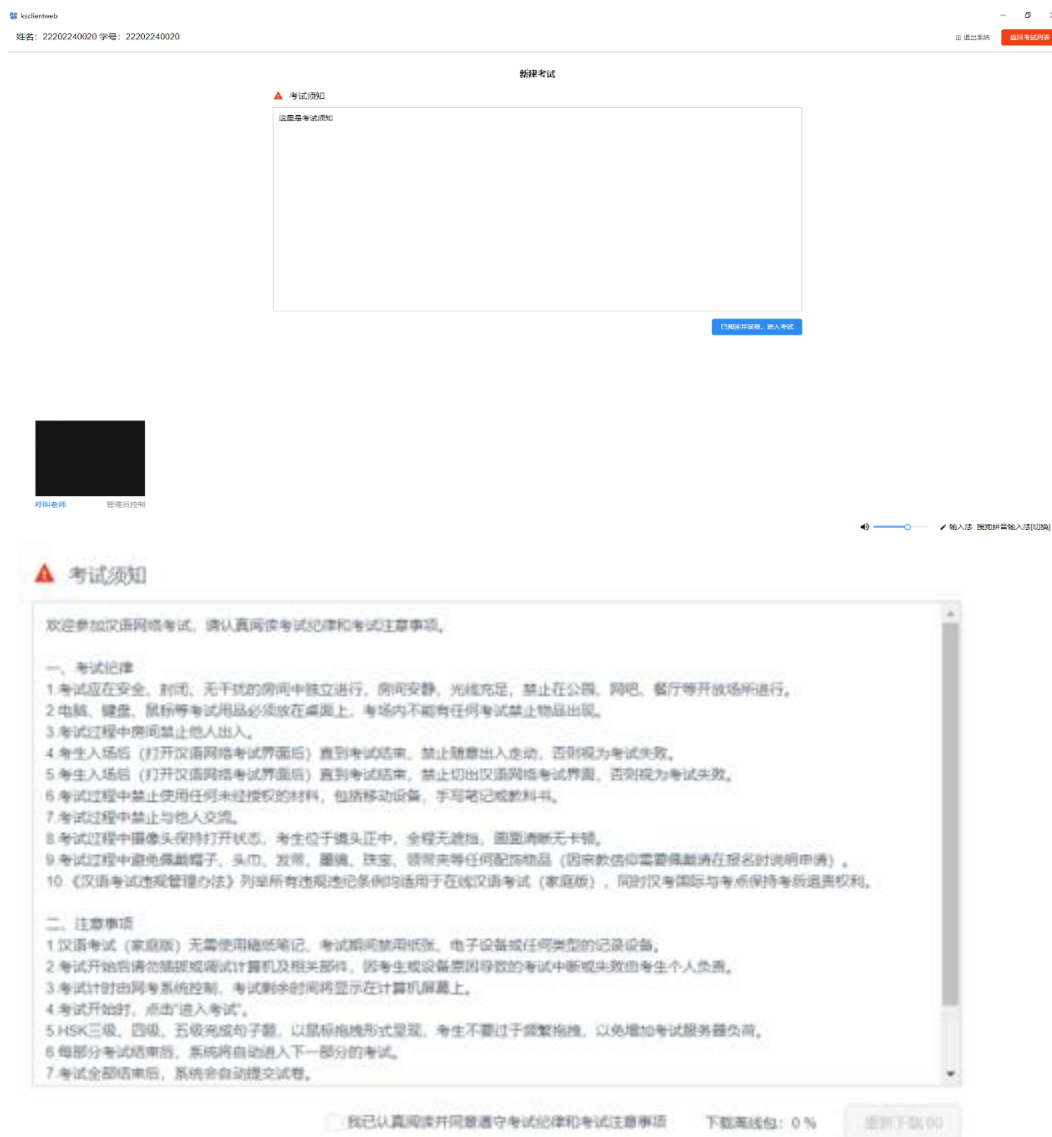 ksclientweb
姓名：22202240020 学号：22202240020
退出系统 返回考试列表
新建考试
考试须知
这里是考试须知
已阅读并同意，进入考试
呼叫老师 管理员控制
输入法 搜狗拼音输入法[切换]
考试须知
欢迎参加汉语网络考试，请认真阅读考试纪律和考试注意事项。
一、考试纪律
1.考试应在安全、封闭、无干扰的房间中独立进行，房间安静、光线充足，禁止在公园、网吧、餐厅等开放场所进行。
2.电脑、键盘、鼠标等考试用品必须放在桌面上，考场内不能有任何考试禁止物品出现。
3.考试过程中房间禁止他人出入。
4.考生入场后（打开汉语网络考试界面后）直到考试结束，禁止随意出入走动，否则视为考试失败。
5.考生入场后（打开汉语网络考试界面后）直到考试结束，禁止切出汉语网络考试界面，否则视为考试失败。
6.考试过程中禁止使用任何未经授权的材料，包括移动设备，手写笔记或教科书。
7.考试过程中禁止与他人交流。
8.考试过程中摄像头保持打开状态，考生位于镜头正中，全程无遮挡，画面清晰无卡顿。
9.考试过程中避免佩戴帽子、头巾、发带、墨镜、珠宝、领带夹等任何配饰物品（因宗教信仰需要佩戴请在报名时说明申请）。
10.《汉语考试违规管理办法》列举所有违规违纪条例均适用于在线汉语考试（家庭版），同时汉考国际与考点保持考后追责权利。
二、注意事项
1.汉语考试（家庭版）无需使用稿纸笔记，考试期间禁用纸张、电子设备或任何类型的记录设备。
2.考试开始后请勿插拔或调试计算机及相关部件，因考生或设备原因导致的考试中断或失败由考生个人负责。
3.考试计时由网考系统控制，考试剩余时间将显示在计算机屏幕上。
4.考试开始时，点击“进入考试”。
5.HSK三级、四级、五级完成句子题，以鼠标拖拽形式呈现，考生不要过于频繁拖拽，以免增加考试服务器负荷。
6.每部分考试结束后，系统将自动进入下一部分的考试。
7.考试全部结束后，系统会自动提交试卷。
我已认真阅读并同意遵守考试纪律和考试注意事项 下载离线包：0 % 重新下载 60